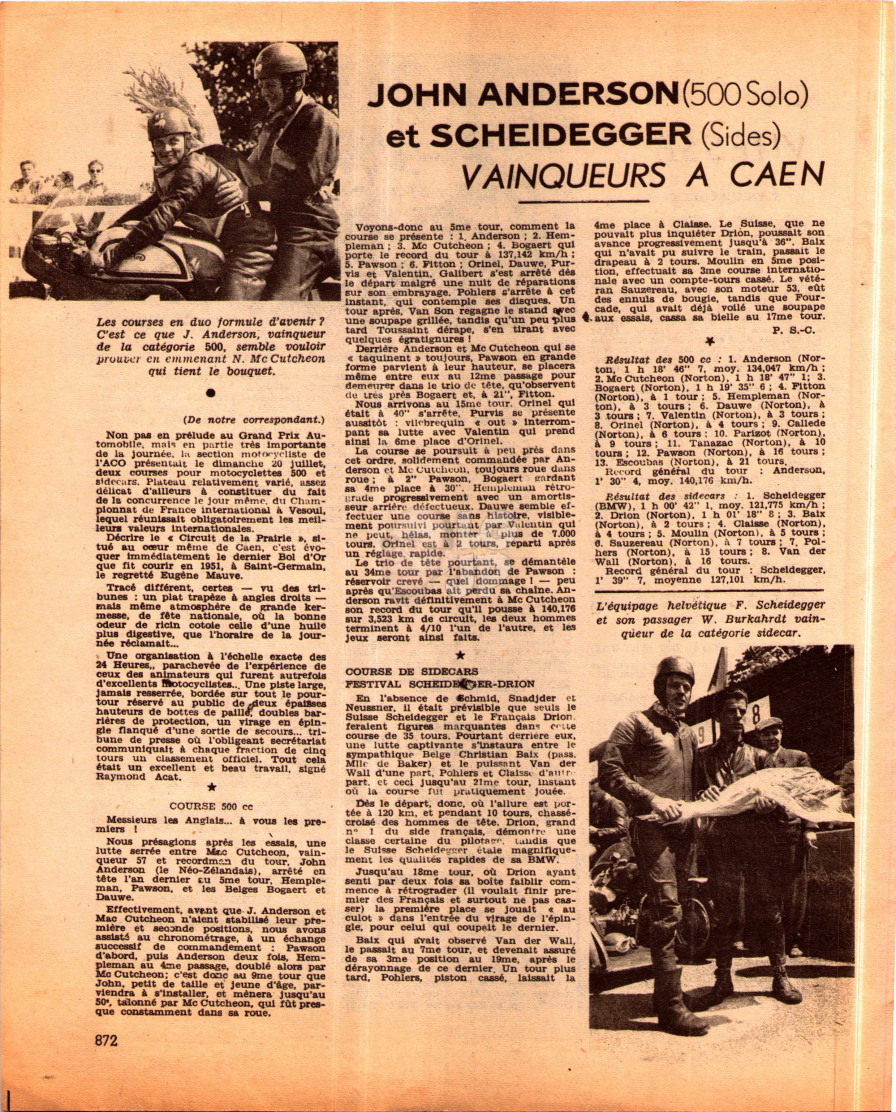 JOHN ANDERSON (500 Solo)
et SCHEIDEGGER (Sides)
VAINQUEURS A CAEN
Les courses en duo formule d'avenir ?
C'est ce que J. Anderson, vainqueur
de la catégorie 500, semble vouloir
prouver en emmenant N. Mc Cutcheon
qui tient le bouquet.
(De notre correspondant.)
Non pas en prélude au Grand Prix Au-
tomobile, mais en partie très importante
de la journée, la section motocycliste de
l'ACO présentait le dimanche 20 juillet,
deux courses pour motocyclettes 500 et
sidecars. Plateau relativement varié, assez
délicat d'ailleurs à constituer du fait
de la concurrence le jour même, du Cham-
pionnat de France international à Vesoul,
lequel réunissait obligatoirement les meil-
leurs valeurs internationales.
Décrire le « Circuit de la Prairie », si-
tué au cœur même de Caen, c'est évo-
quer immédiatement le dernier Bol d'Or
que fit courir en 1951, à Saint-Germain,
le regretté Eugène Mauve.
Tracé différent, certes — vu des tri-
bunes : un plat trapèze à angles droits —
mais même atmosphère de grande ker-
messe, de fête nationale, où la bonne
odeur de ricin cotoie celle d'une huile
plus digestive, que l'horaire de la jour-
née réclamait...
Une organisation à l'échelle exacte des
24 Heures,, parachevée de l'expérience de
ceux des animateurs qui furent autrefois
d'excellents motocyclistes... Une piste large,
jamais resserrée, bordée sur tout le pour-
tour réservé au public de deux épaisses
hauteurs de bottes de paille, doubles bar-
rières de protection, un virage en épin-
gle flanqué d'une sortie de secours... tri-
bune de presse où l'obligeant secrétariat
communiquait à chaque fraction de cinq
tours un classement officiel. Tout cela
était un excellent et beau travail, signé
Raymond Acat.
COURSE 500 cc
Messieurs les Anglais... à vous les pre-
miers !
Nous présagions après les essais, une
lutte serrée entre Mac Cutcheon, vain-
queur 57 et recordman du tour, John
Anderson (le Néo-Zélandais), arrêté en
tête l'an dernier au 5me tour, Hemple-
man, Pawson, et les Belges Bogaert et
Dauwe.
Effectivement, avant que J. Anderson et
Mac Cutcheon n'aient stabilisé leur pre-
mière et seconde positions, nous avons
assisté au chronométrage, à un échange
successif de commandement : Pawson
d'abord, puis Anderson deux fois, Hem-
pleman au 4me passage, doublé alors par
Mc Cutcheon; c'est donc au 9me tour que
John, petit de taille et jeune d'âge, par-
viendra à s'installer, et mènera jusqu'au
50e, talonné par Mc Cutcheon, qui fût pres-
que constamment dans sa roue.
872
Voyons-donc au 5me tour, comment la
course se présente : 1. Anderson ; 2. Hem-
pleman ; 3. Mc Cutcheon; 4. Bogaert qui
porte le record du tour à 137,142 km/h ;
5. Pawson ; 6. Fitton ; Orinel, Dauwe, Pur-
vis et Valentin, Galibert s'est arrêté dès
le départ malgré une nuit de réparations
sur son embrayage. Pohlers s'arrête à cet
instant, qui contemple ses disques. Un
tour après, Van Son regagne le stand avec
une soupape grillée, tandis qu'un peu plus
tard Toussaint dérape, s'en tirant avec
quelques égratignures !
Derrière Anderson et Mc Cutcheon qui se
« taquinent » toujours, Pawson en grande
forme parvient à leur hauteur, se placera
même entre eux au 12me passage pour
demeurer dans le trio de tête, qu'observent
de très près Bogaert et, à 21", Fitton.
Nous arrivons au 15me tour. Orinel qui
était à 40" s'arrête, Purvis se présente
aussitôt : vilebrequin « out » interrom-
pant sa lutte avec Valentin qui prend
ainsi la 6me place d'Orinel.
La course se poursuit à peu près dans
cet ordre, solidement commandée par An-
derson et Mc Cutcheon, toujours roue dans
roue ; à 2" Pawson, Bogaert gardant
sa 4me place à 30". Hempleman rétro-
grade progressivement avec un amortis-
seur arrière défectueux. Dauwe semble ef-
fectuer une course sans histoire, visible-
ment poursuivi pourtant par Valentin qui
ne peut, hélas, monter à plus de 7.000
tours. Orinel est à tours, réparti après
un réglage rapide.
Le trio de tête pourtant, se démantèle
au 34me tour par l'abandon de Pawson :
réservoir crevé — quel dommage ! — peu
après qu'Escoubas ait perdu sa chaîne. An-
derson ravit définitivement à Mc Cutcheon
son record du tour qu'il pousse à 140,176
sur 3,523 km de circuit, les deux hommes
terminent à 4/10 l'un de l'autre, et les
jeux seront ainsi faits.
COURSE DE SIDECARS
FESTIVAL SCHEIDEGGER-DRION
En l'absence de Schmid, Snadjder et
Neussner, il était prévisible que seuls le
Suisse Scheidegger et le Français Drion,
feraient figures marquantes dans cette
course de 35 tours. Pourtant derrière eux,
une lutte captivante s'instaura entre le
sympathique Belge Christian Baix (pass.
Mlle de Baker) et le puissant Van der
Wall d'une part, Pohlers et Claisse d'autre
part, et ceci jusqu'au 21me tour, instant
où la course fut pratiquement jouée.
Dès le départ, donc, où l'allure est por-
tée à 120 km, et pendant 10 tours, chassé-
croisé des hommes de tête. Drion, grand
n° 1 du side français, démontre une
classe certaine du pilotage, tandis que
le Suisse Scheidegger étale magnifique-
ment les qualités rapides de sa BMW.
Jusqu'au 18me tour, où Drion ayant
senti par deux fois sa boîte faiblir com-
mence à rétrograder (il voulait finir pre-
mier des Français et surtout ne pas cas-
ser) la première place se jouait « au
culot » dans l'entrée du virage de l'épin-
gle, pour celui qui coupait le dernier.
Baix qui avait observé Van der Wall,
le passait au 7me tour, et devenait assuré
de sa 3me position au 19me, après le
dérayonnage de ce dernier. Un tour plus
tard, Pohlers, piston cassé, laissait la
4me place à Claisse. Le Suisse, que ne
pouvait plus inquiéter Drion, poussait son
avance progressivement jusqu'à 36". Baix
qui n'avait pu suivre le train, passait le
drapeau à 2 tours. Moulin en 5me posi-
tion, effectuait sa 3me course internatio-
nale avec un compte-tours cassé. Le vété-
ran Sauzereau, avec son moteur 53, eût
des ennuis de bougie, tandis que Four-
cade, qui avait déjà voilé une soupape
aux essais, cassa sa bielle au 17me tour.
P. S.-C.
Résultat des 500 cc : 1. Anderson (Nor-
ton, 1 h 18' 46" 7, moy. 134,047 km/h ;
2. Mc Cutcheon (Norton), 1 h 18' 47" 1; 3.
Bogaert (Norton), 1 h 19' 35" 6 ; 4. Fitton
(Norton), à 1 tour ; 5. Hempleman (Nor-
ton), à 3 tours ; 6. Dauwe (Norton), à
3 tours ; 7. Valentin (Norton), à 3 tours ;
8. Orinel (Norton), à 4 tours ; 9. Callede
(Norton), à 6 tours ; 10. Parizot (Norton),
à 9 tours ; 11. Tanazac (Norton), à 10
tours ; 12. Pawson (Norton), à 16 tours ;
13. Escoubas (Norton), à 21 tours.
Record général du tour : Anderson,
1' 30" 4, moy. 140,176 km/h.
Résultat des sidecars : 1. Scheidegger
(BMW), 1 h 00' 42" 1, moy. 121,775 km/h ;
2. Drion (Norton), 1 h 01' 18" 8 ; 3. Baix
(Norton), à 2 tours ; 4. Claisse (Norton),
à 4 tours ; 5. Moulin (Norton), à 5 tours ;
6. Sauzereau (Norton), à 7 tours ; 7. Pol-
hers (Norton), à 15 tours ; 8. Van der
Wall (Norton), à 16 tours.
Record général du tour : Scheidegger,
1' 39" 7, moyenne 127,101 km/h.
L'équipage helvétique F. Scheidegger
et son passager W. Burkahrdt vain-
queur de la catégorie sidecar.
9 8